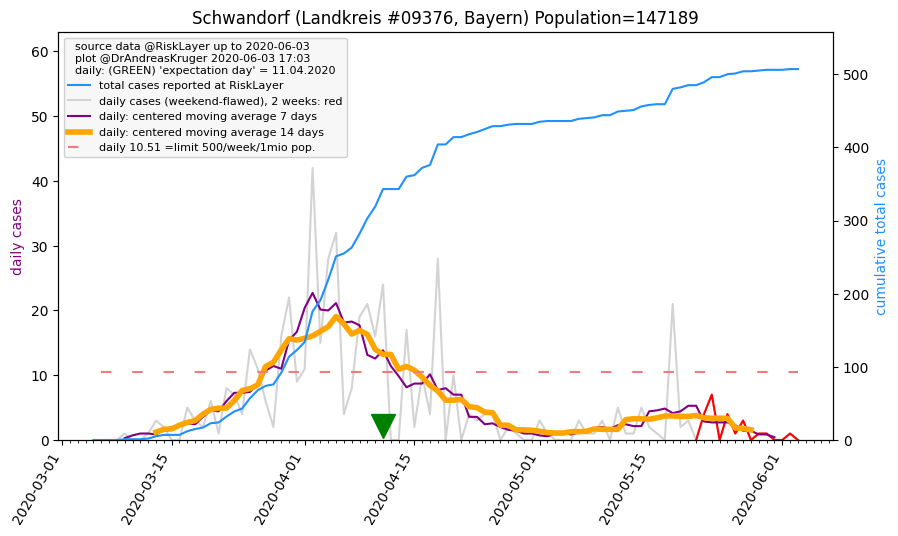 Schwandorf (Landkreis #09376, Bayern) Population=147189
source data @RiskLayer up to 2020-06-03
plot @DrAndreasKruger 2020-06-03 17:03
daily: (GREEN) 'expectation day' = 11.04.2020
total cases reported at RiskLayer
daily cases (weekend-flawed), 2 weeks: red
daily: centered moving average 7 days
daily: centered moving average 14 days
daily 10.51 =limit 500/week/1mio pop.
daily cases
60
50
40
30
20
10
0
cumulative total cases
500
400
300
200
100
0
2020-03-01
2020-03-15
2020-04-01
2020-04-15
2020-05-01
2020-05-15
2020-06-01